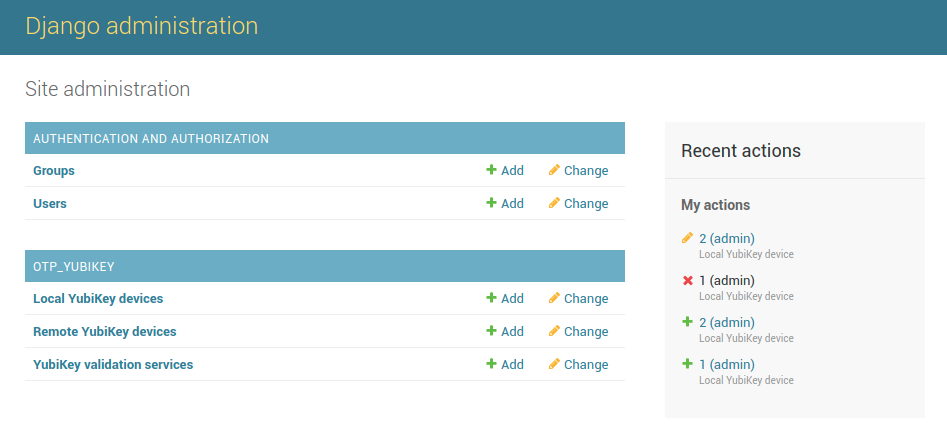 Django administration
Site administration
AUTHENTICATION AND AUTHORIZATION
Groups Add Change
Users Add Change
OTP_YUBIKEY
Local YubiKey devices Add Change
Remote YubiKey devices Add Change
YubiKey validation services Add Change
Recent actions
My actions
2 (admin)
Local YubiKey device
1 (admin)
Local YubiKey device
2 (admin)
Local YubiKey device
1 (admin)
Local YubiKey device